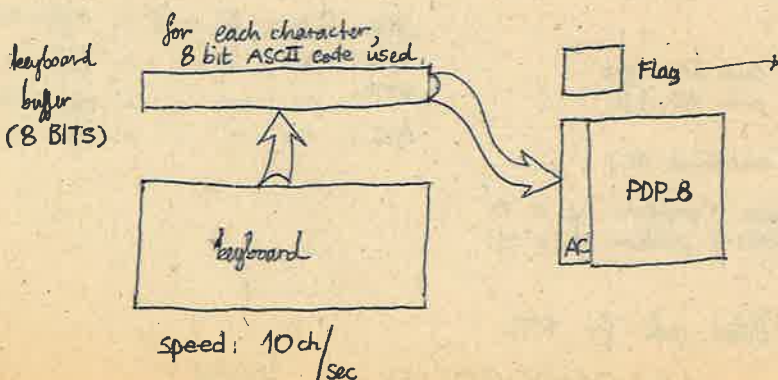 for each character,
8 bit ASCII code used.
keyboard
buffer
(8 BITS)
Flag
PDP_8
AC
keyboard
speed: 10 ch/sec